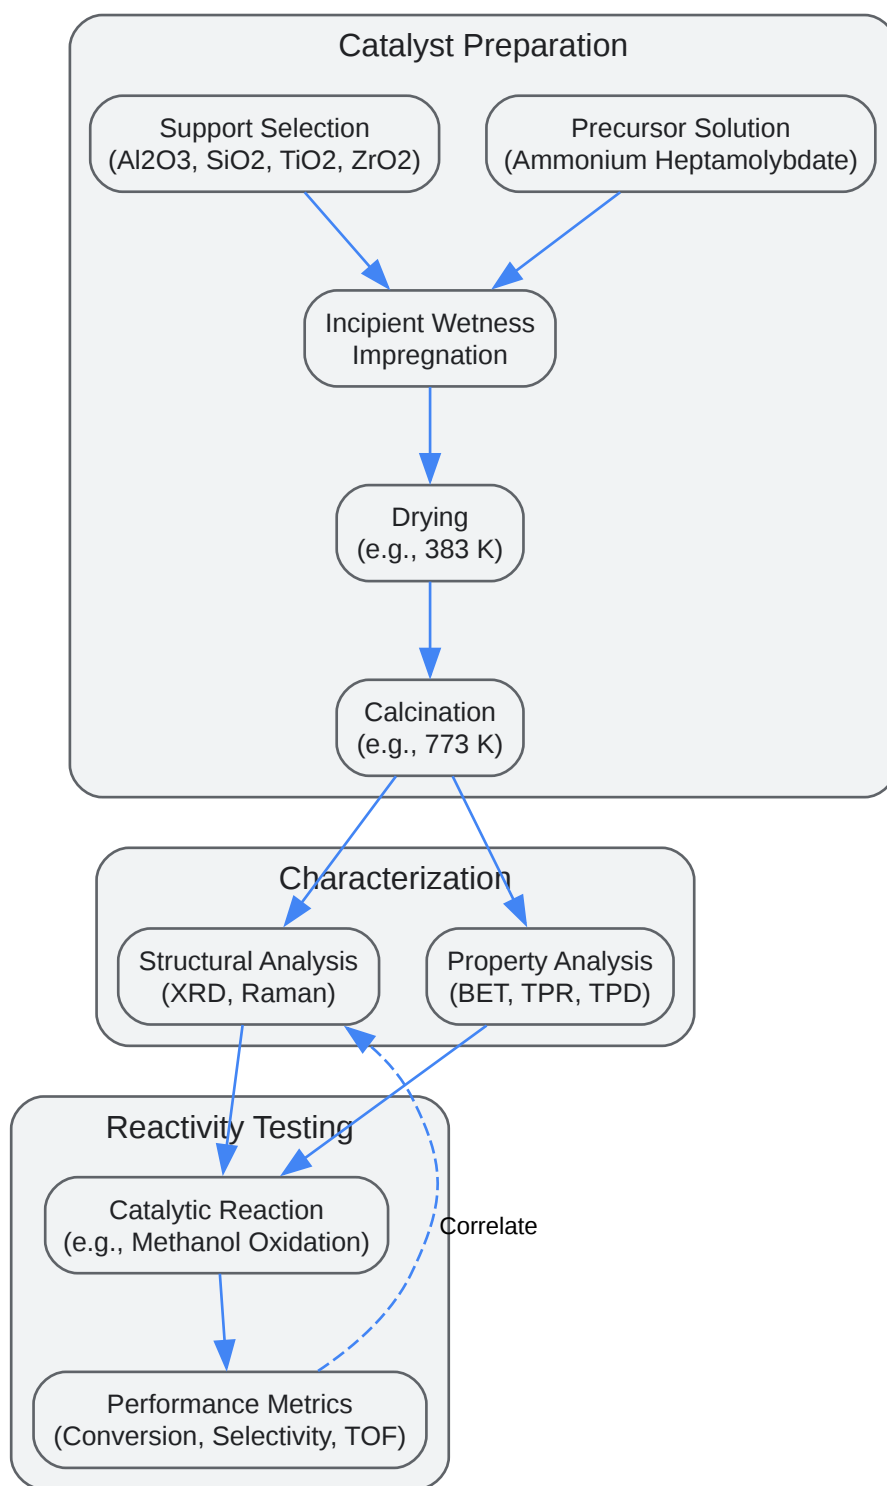 Catalyst Preparation
Support Selection
(Al2O3, SiO2, TiO2, ZrO2)
Precursor Solution
(Ammonium Heptamolybdate)
Incipient Wetness
Impregnation
Drying
(e.g., 383 K)
Calcination
(e.g., 773 K)
Characterization
Structural Analysis
(XRD, Raman)
Property Analysis
(BET, TPR, TPD)
Reactivity Testing
Catalytic Reaction
(e.g., Methanol Oxidation)
Correlate
Performance Metrics
(Conversion, Selectivity, TOF)